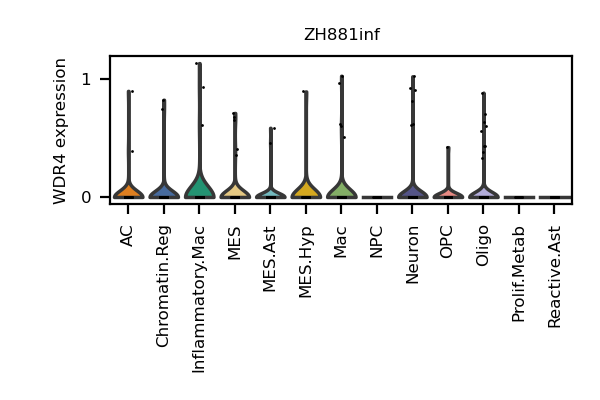 ZH881inf
WDR4 expression
1
0
AC
Chromatin.Reg
Inflammatory.Mac
MES
MES.Ast
MES.Hyp
Mac
NPC
Neuron
OPC
Oligo
Prolif.Metab
Reactive.Ast